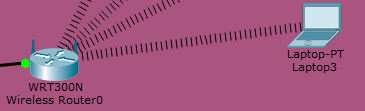 Laptop-PT
Laptop3
WRT300N
Wireless Router0